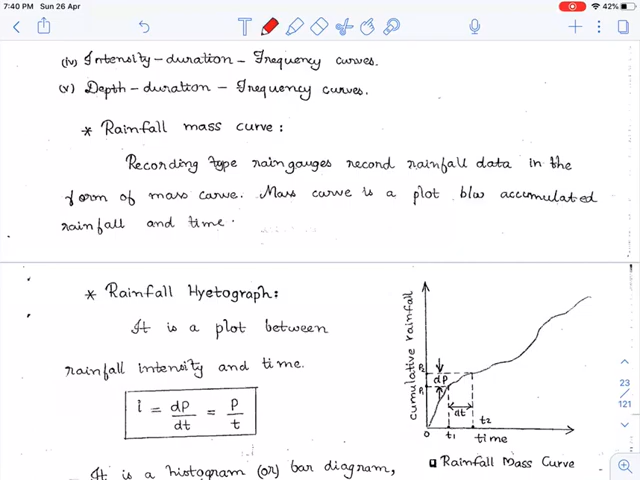 7:40 PM Sun 26 Apr
42%
(iv) Intensity - duration - Frequency curves.
(v) Depth - duration - Frequency curves.
* Rainfall mass curve:
Recording type raingauges record rainfall data in the
form of mass carve. Mass curve is a plot b/w accumulated
rainfall and time.
* Rainfall Hyetograph:
It is a plot between
rainfall intensity and time.
i = dP/dt = P/t
It is a histogram (or) bar diagram,
cumulative rainfall
P2
dP
P1
dt
0
t1
t2
time
Rainfall Mass Curve
23
/
121